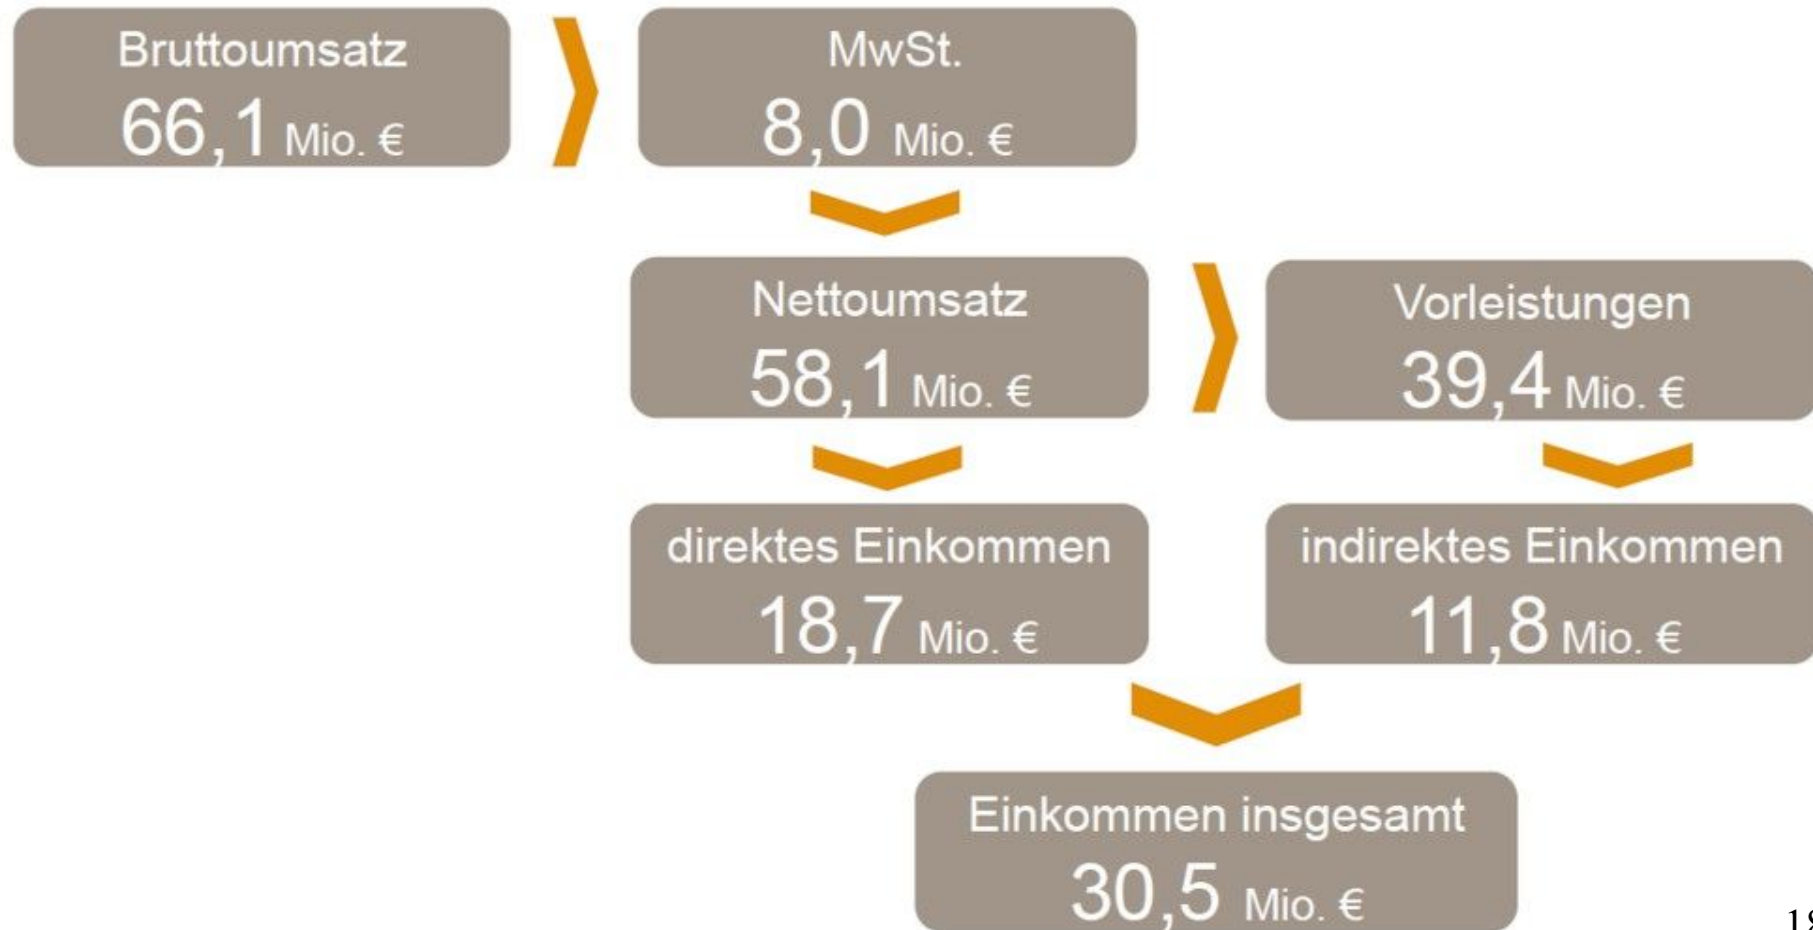 Bruttoumsatz
66,1 Mio. €
MwSt.
8,0 Mio. €
Nettoumsatz
58,1 Mio. €
Vorleistungen
39,4 Mio. €
direktes Einkommen
18,7 Mio. €
indirektes Einkommen
11,8 Mio. €
Einkommen insgesamt
30,5 Mio. €